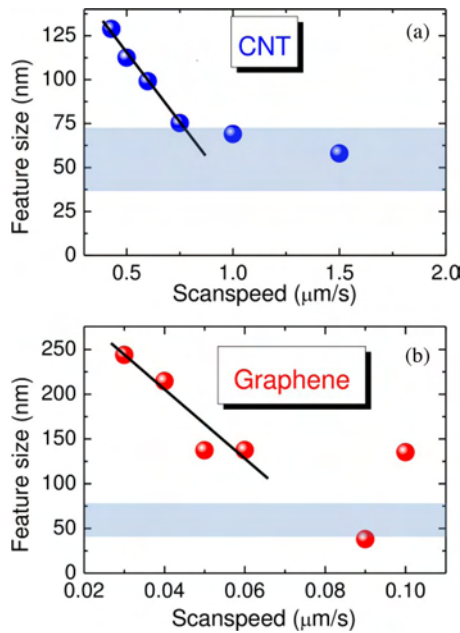 (a)
CNT
125
100
75
50
25
0
Feature size (nm)
0.5 1.0 1.5 2.0
Scanspeed (μm/s)
(b)
Graphene
250
200
150
100
50
0
Feature size (nm)
0.02 0.04 0.06 0.08 0.10
Scanspeed (μm/s)